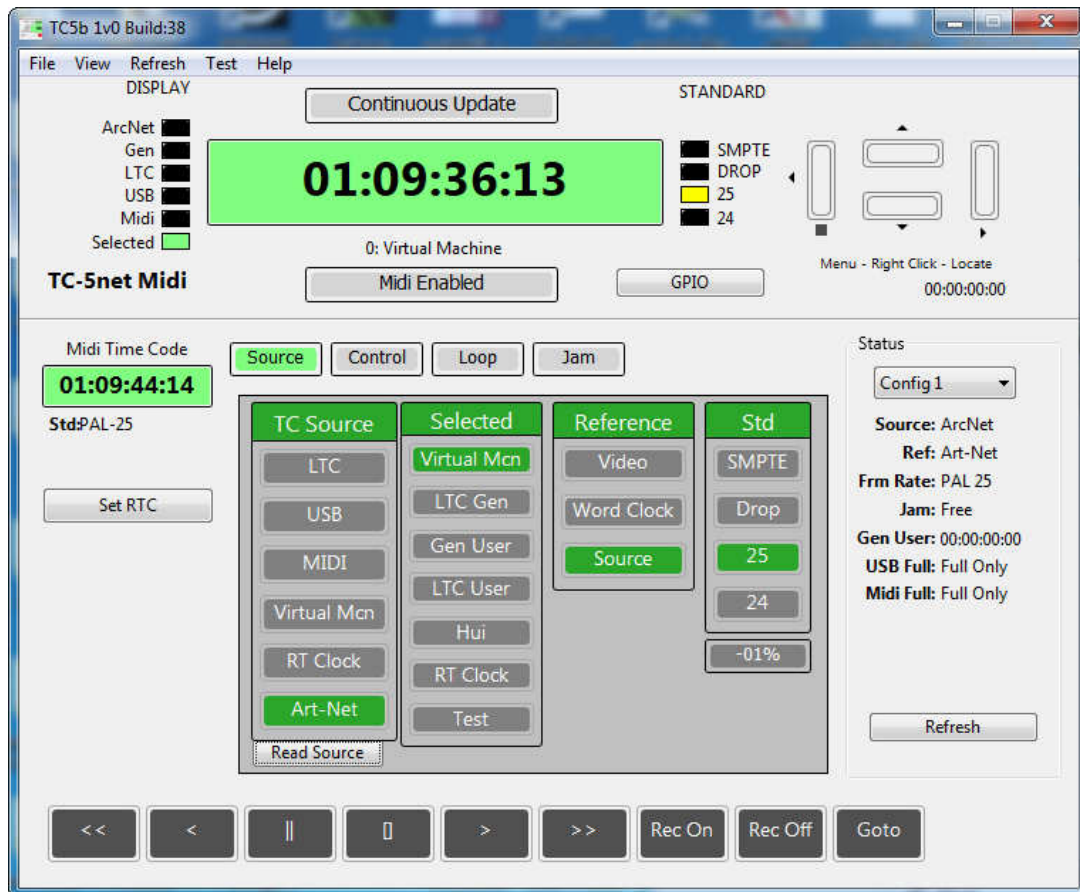 TC5b 1v0 Build:38
File View Refresh Test Help
DISPLAY
ArcNet
Gen
LTC
USB
Midi
Selected
TC-5net Midi
Continuous Update
01:09:36:13
0: Virtual Machine
Midi Enabled
STANDARD
SMPTE
DROP
25
24
GPIO
Menu - Right Click - Locate
00:00:00:00
Midi Time Code
01:09:44:14
Std:PAL-25
Set RTC
Source Control Loop Jam
TC Source
LTC
USB
MIDI
Virtual Mcn
RT Clock
Art-Net
Read Source
Selected
Virtual Mcn
LTC Gen
Gen User
LTC User
Hui
RT Clock
Test
Reference
Video
Word Clock
Source
Std
SMPTE
Drop
25
24
-01%
Status
Config 1
Source: ArcNet
Ref: Art-Net
Frm Rate: PAL 25
Jam: Free
Gen User: 00:00:00:00
USB Full: Full Only
Midi Full: Full Only
Refresh
<< < || [] > >> Rec On Rec Off Goto